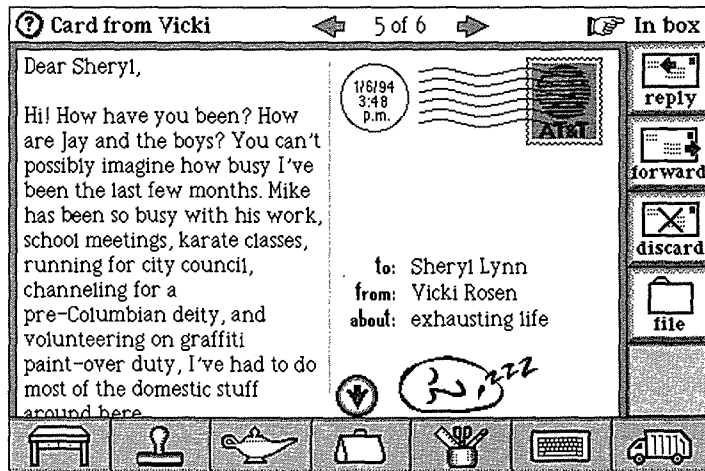 ? Card from Vicki
5 of 6
In box
Dear Sheryl,
Hi! How have you been? How
are Jay and the boys? You can't
possibly imagine how busy I've
been the last few months. Mike
has been so busy with his work,
school meetings, karate classes,
running for city council,
channeling for a
pre-Columbian deity, and
volunteering on graffiti
paint-over duty, I've had to do
most of the domestic stuff
around here
1/6/94
3:48
p.m.
AT&T
to: Sheryl Lynn
from: Vicki Rosen
about: exhausting life
zzz
reply
forward
discard
file